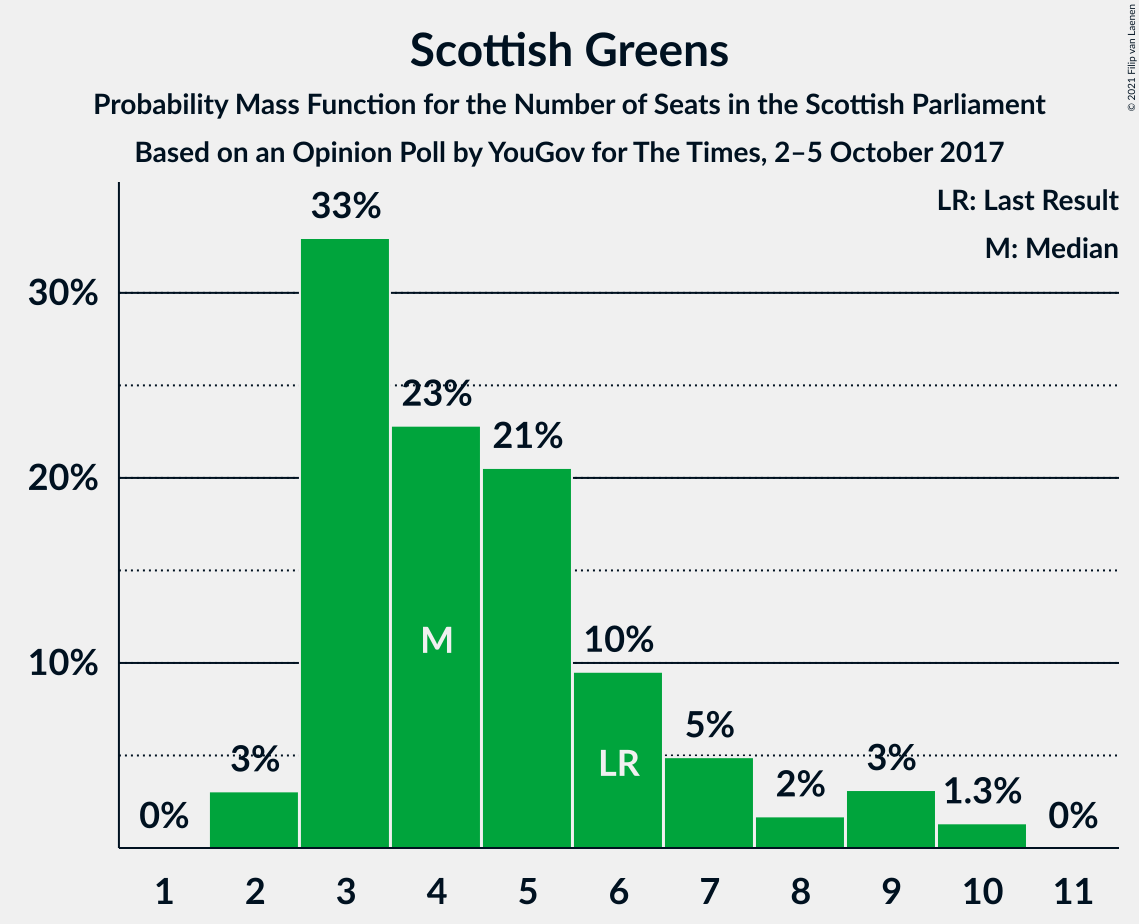 Scottish Greens
Probability Mass Function for the Number of Seats in the Scottish Parliament
Based on an Opinion Poll by YouGov for The Times, 2–5 October 2017
© 2021 Filip van Laenen
LR: Last Result
M: Median
30%
20%
10%
0%
3%
33%
23%
21%
10%
5%
2%
3%
1.3%
0%
M
LR
1 2 3 4 5 6 7 8 9 10 11